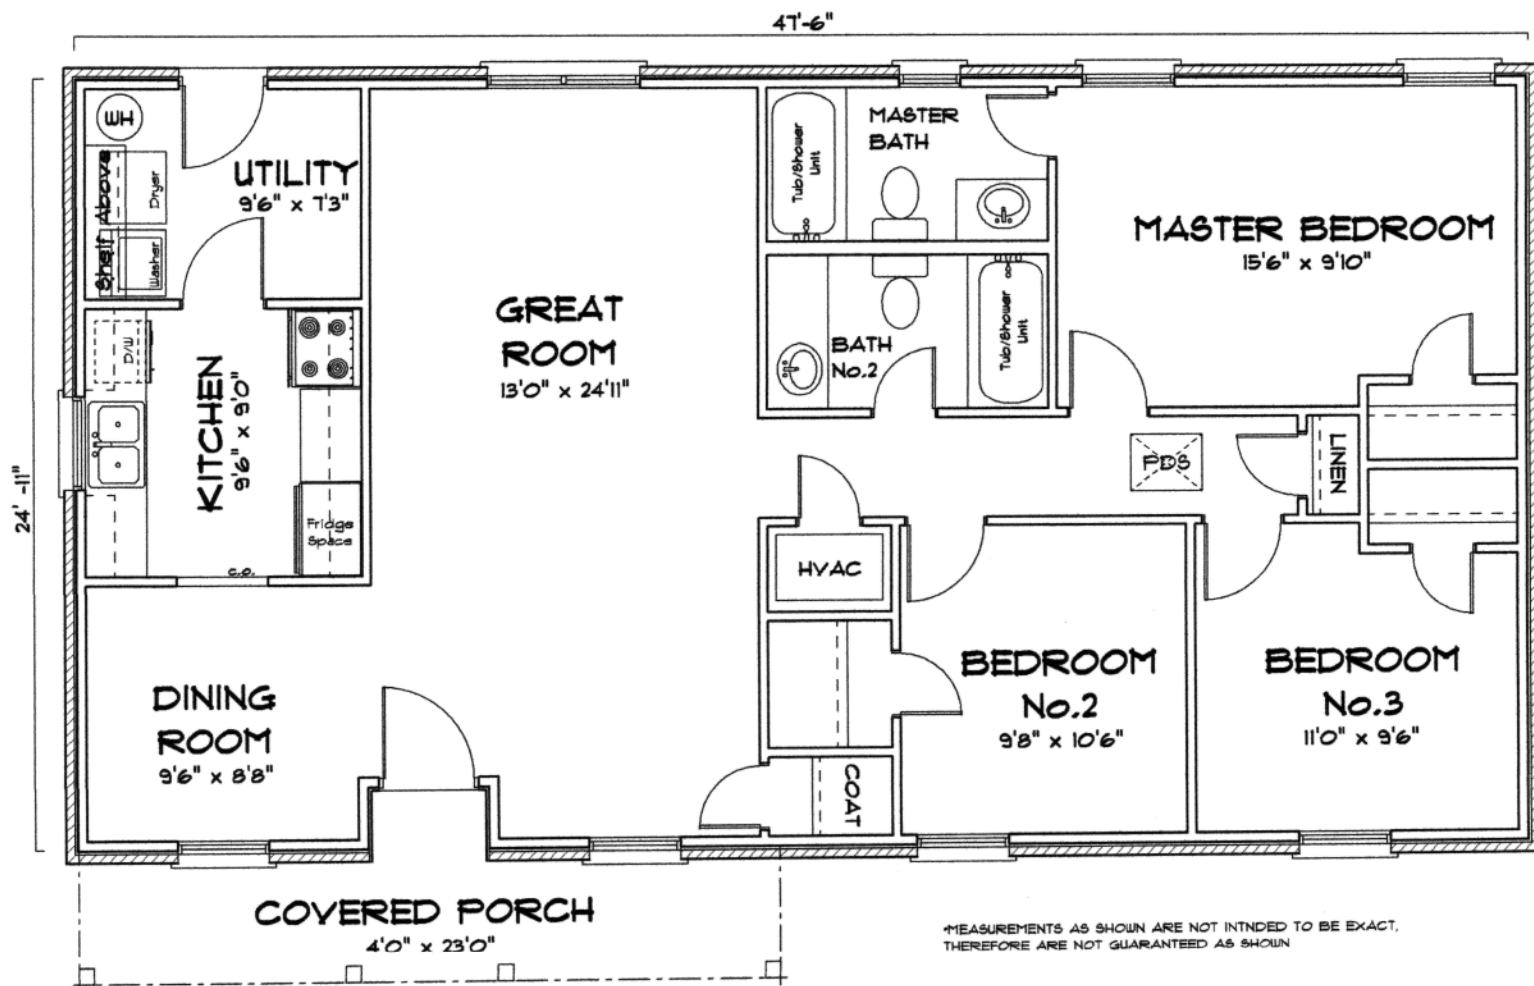 47'-6"
24'-11"
WH
Shelf Above
Dryer
Washer
UTILITY
9'6" x 7'3"
GREAT
ROOM
13'0" x 24'11"
Tub/Shower
Unit
MASTER
BATH
MASTER BEDROOM
15'6" x 9'10"
BATH
No.2
Tub/Shower
Unit
D/W
KITCHEN
9'6" x 9'0"
Fridge
Space
C.O.
PDS
LINEN
HVAC
DINING
ROOM
9'6" x 8'8"
COAT
BEDROOM
No.2
9'8" x 10'6"
BEDROOM
No.3
11'0" x 9'6"
COVERED PORCH
4'0" x 23'0"
*MEASUREMENTS AS SHOWN ARE NOT INTNDED TO BE EXACT,
THEREFORE ARE NOT GUARANTEED AS SHOWN